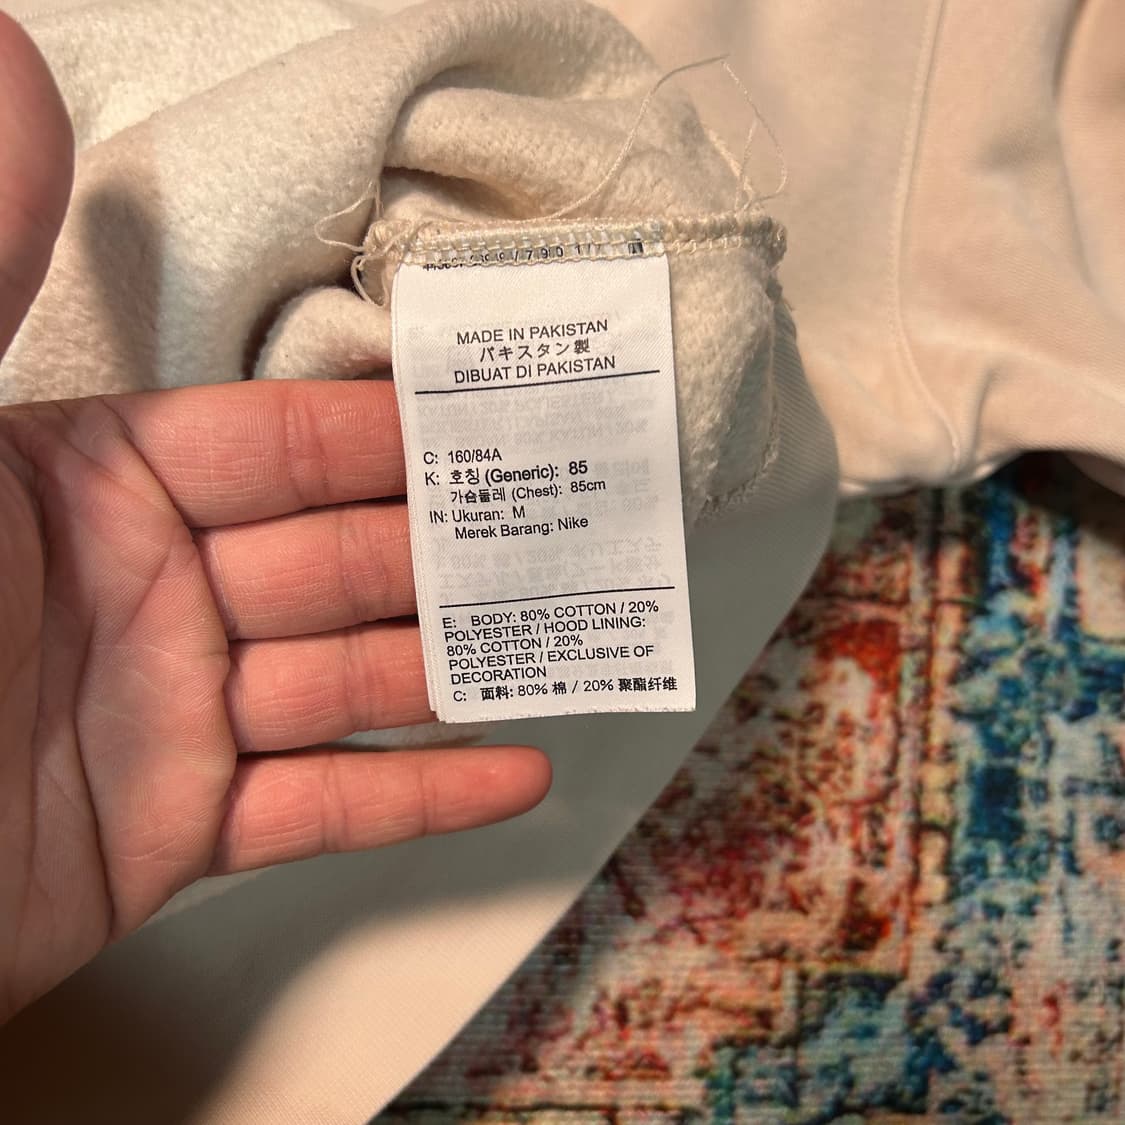 MADE IN PAKISTAN
パキスタン製
DIBUAT DI PAKISTAN
C: 160/84A
K: 호칭 (Generic): 85
가슴둘레 (Chest): 85cm
IN: Ukuran: M
Merek Barang: Nike
E: BODY: 80% COTTON / 20%
POLYESTER / HOOD LINING:
80% COTTON / 20%
POLYESTER / EXCLUSIVE OF
DECORATION
C: 面料: 80% 棉 / 20% 聚酯纤维